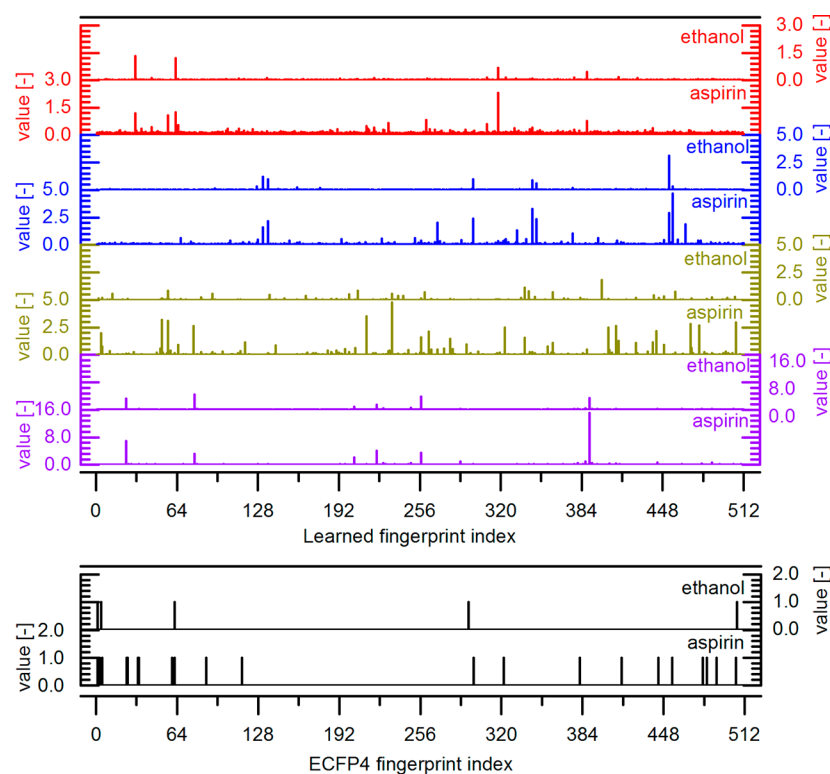 3.0
ethanol
1.5
3.0
0.0
aspirin
1.5
0.0
5.0
ethanol
2.5
5.0
0.0
aspirin
2.5
0.0
5.0
ethanol
2.5
5.0
0.0
aspirin
2.5
0.0
16.0
ethanol
8.0
16.0
0.0
aspirin
8.0
0.0
value [-]
value [-]
value [-]
value [-]
value [-]
value [-]
value [-]
value [-]
0 64 128 192 256 320 384 448 512
Learned fingerprint index
2.0
ethanol
1.0
2.0
0.0
aspirin
1.0
0.0
value [-]
value [-]
0 64 128 192 256 320 384 448 512
ECFP4 fingerprint index